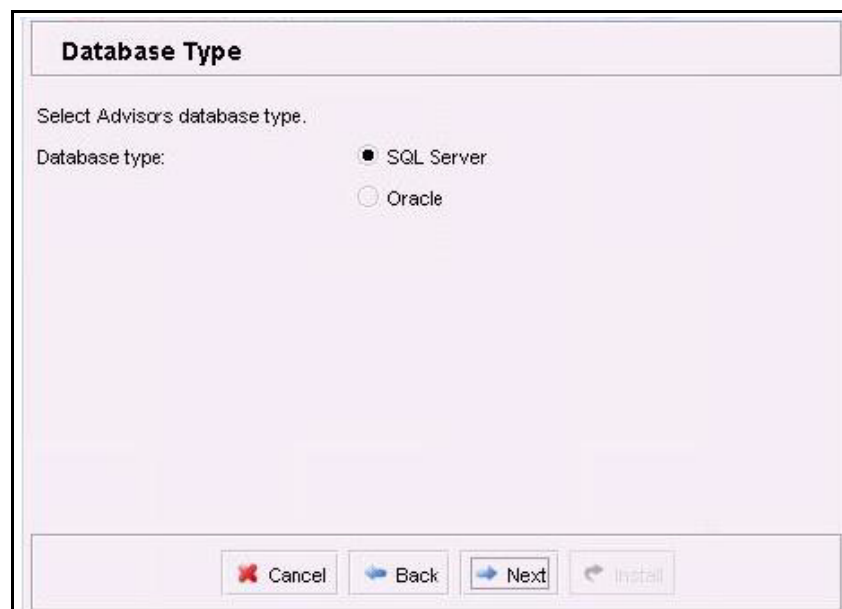 Database Type
Select Advisors database type.
Database type:
SQL Server
Oracle
Cancel
Back
Next
Install